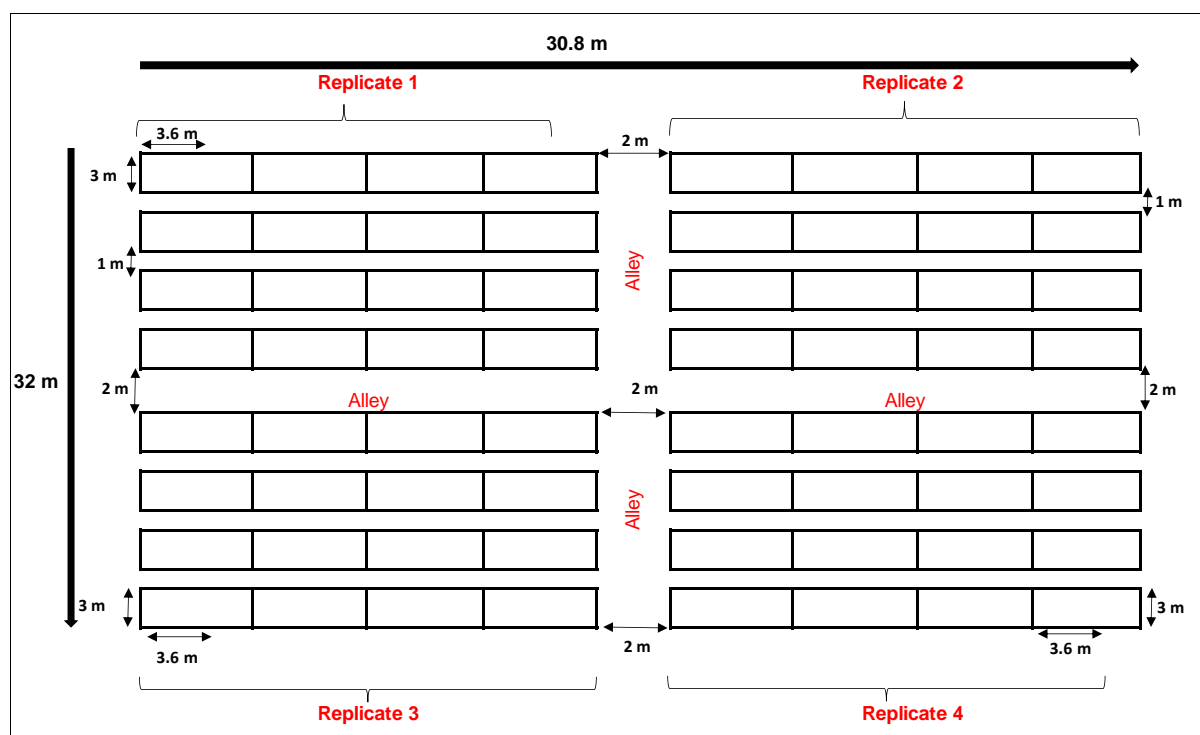 30.8 m
Replicate 1
Replicate 2
3.6 m
2 m
3 m
1 m
1 m
Alley
32 m
2 m
2 m
2 m
Alley
Alley
Alley
3 m
3 m
3.6 m
2 m
3.6 m
Replicate 3
Replicate 4